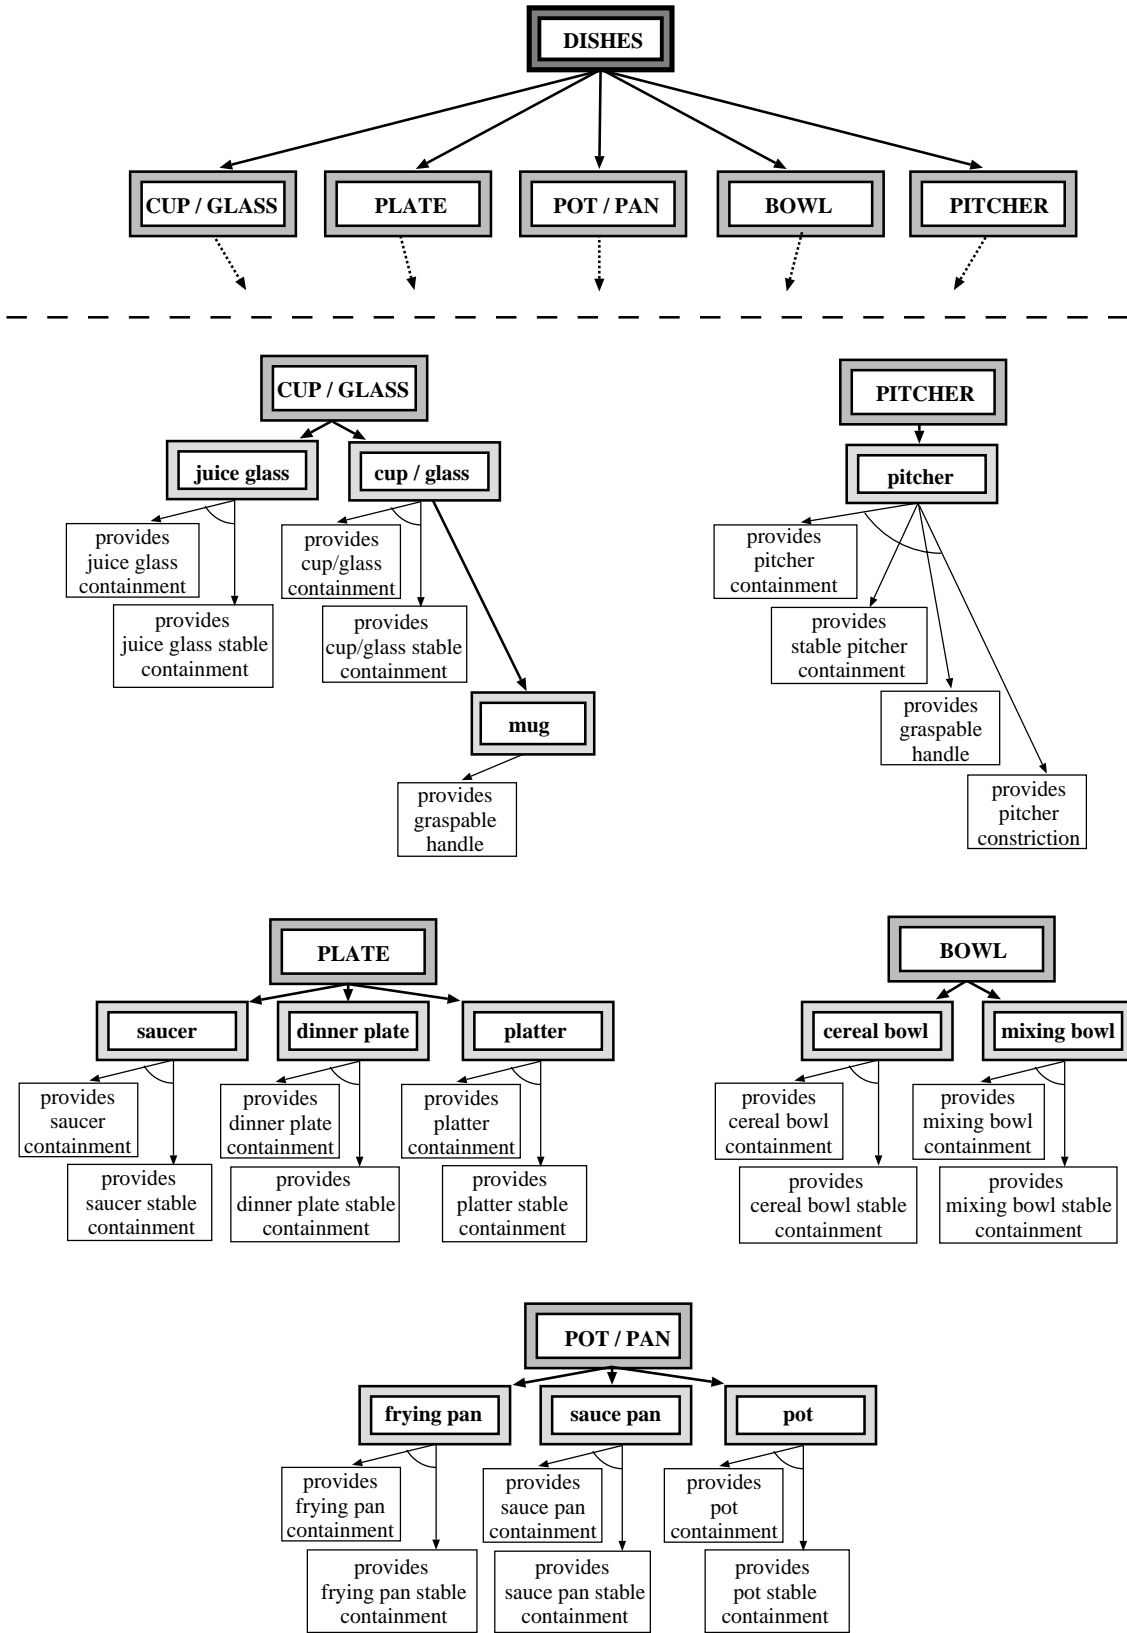 DISHES
CUP / GLASS
PLATE
POT / PAN
BOWL
PITCHER
CUP / GLASS
juice glass
cup / glass
provides
juice glass
containment
provides
juice glass stable
containment
provides
cup/glass
containment
provides
cup/glass stable
containment
mug
provides
graspable
handle
PITCHER
pitcher
provides
pitcher
containment
provides
stable pitcher
containment
provides
graspable
handle
provides
pitcher
constriction
PLATE
saucer
dinner plate
platter
provides
saucer
containment
provides
saucer stable
containment
provides
dinner plate
containment
provides
dinner plate stable
containment
provides
platter
containment
provides
platter stable
containment
BOWL
cereal bowl
mixing bowl
provides
cereal bowl
containment
provides
cereal bowl stable
containment
provides
mixing bowl
containment
provides
mixing bowl stable
containment
POT / PAN
frying pan
sauce pan
pot
provides
frying pan
containment
provides
frying pan stable
containment
provides
sauce pan
containment
provides
sauce pan stable
containment
provides
pot
containment
provides
pot stable
containment